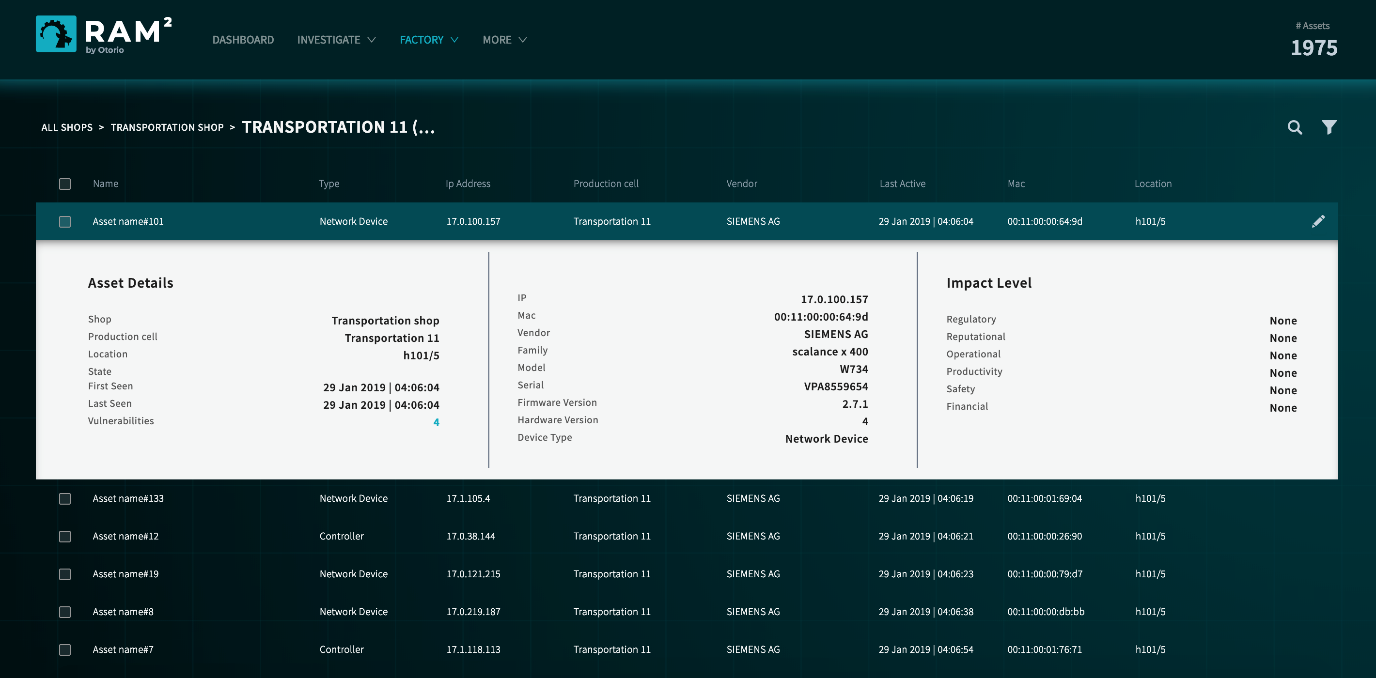 RAM²
by Otorio
DASHBOARD INVESTIGATE FACTORY MORE
# Assets
1975
ALL SHOPS > TRANSPORTATION SHOP > TRANSPORTATION 11 (...
Name Type Ip Address Production cell Vendor Last Active Mac Location
Asset name#101 Network Device 17.0.100.157 Transportation 11 SIEMENS AG 29 Jan 2019 | 04:06:04 00:11:00:00:64:9d h101/5
Asset Details
Shop Transportation shop
Production cell Transportation 11
Location h101/5
State
First Seen 29 Jan 2019 | 04:06:04
Last Seen 29 Jan 2019 | 04:06:04
Vulnerabilities 4
IP 17.0.100.157
Mac 00:11:00:00:64:9d
Vendor SIEMENS AG
Family scalance x 400
Model W734
Serial VPA8559654
Firmware Version 2.7.1
Hardware Version 4
Device Type Network Device
Impact Level
Regulatory None
Reputational None
Operational None
Productivity None
Safety None
Financial None
Asset name#133 Network Device 17.1.105.4 Transportation 11 SIEMENS AG 29 Jan 2019 | 04:06:19 00:11:00:01:69:04 h101/5
Asset name#12 Controller 17.0.38.144 Transportation 11 SIEMENS AG 29 Jan 2019 | 04:06:21 00:11:00:00:26:90 h101/5
Asset name#19 Network Device 17.0.121.215 Transportation 11 SIEMENS AG 29 Jan 2019 | 04:06:23 00:11:00:00:79:d7 h101/5
Asset name#8 Network Device 17.0.219.187 Transportation 11 SIEMENS AG 29 Jan 2019 | 04:06:38 00:11:00:00:db:bb h101/5
Asset name#7 Controller 17.1.118.113 Transportation 11 SIEMENS AG 29 Jan 2019 | 04:06:54 00:11:00:01:76:71 h101/5